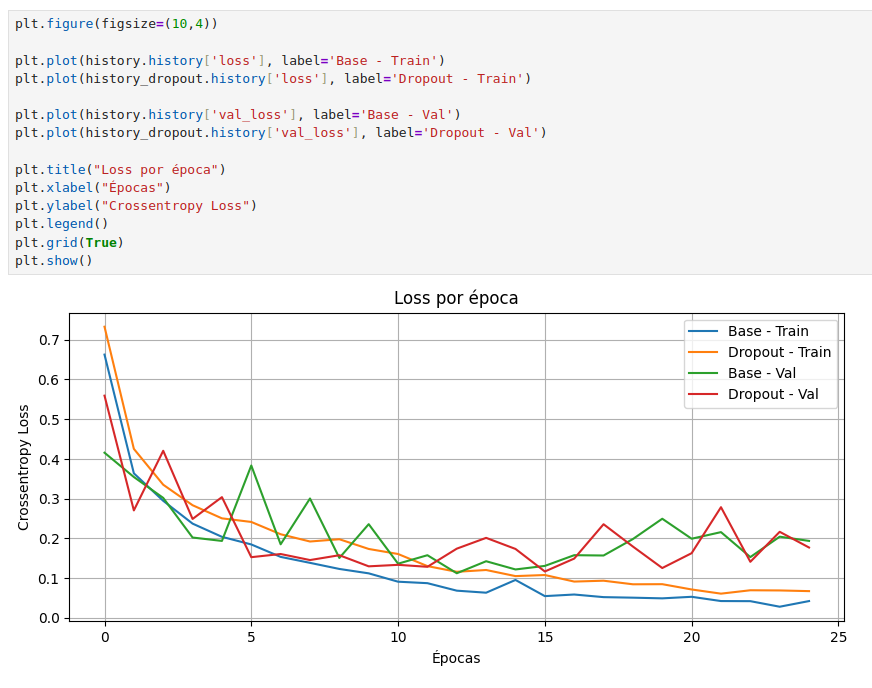 plt.figure(figsize=(10,4))
plt.plot(history.history['loss'], label='Base - Train')
plt.plot(history_dropout.history['loss'], label='Dropout - Train')
plt.plot(history.history['val_loss'], label='Base - Val')
plt.plot(history_dropout.history['val_loss'], label='Dropout - Val')
plt.title("Loss por época")
plt.xlabel("Épocas")
plt.ylabel("Crossentropy Loss")
plt.legend()
plt.grid(True)
plt.show()
Loss por época
Crossentropy Loss
0.7
0.6
0.5
0.4
0.3
0.2
0.1
0.0
Base - Train
Dropout - Train
Base - Val
Dropout - Val
0 5 10 15 20 25
Épocas